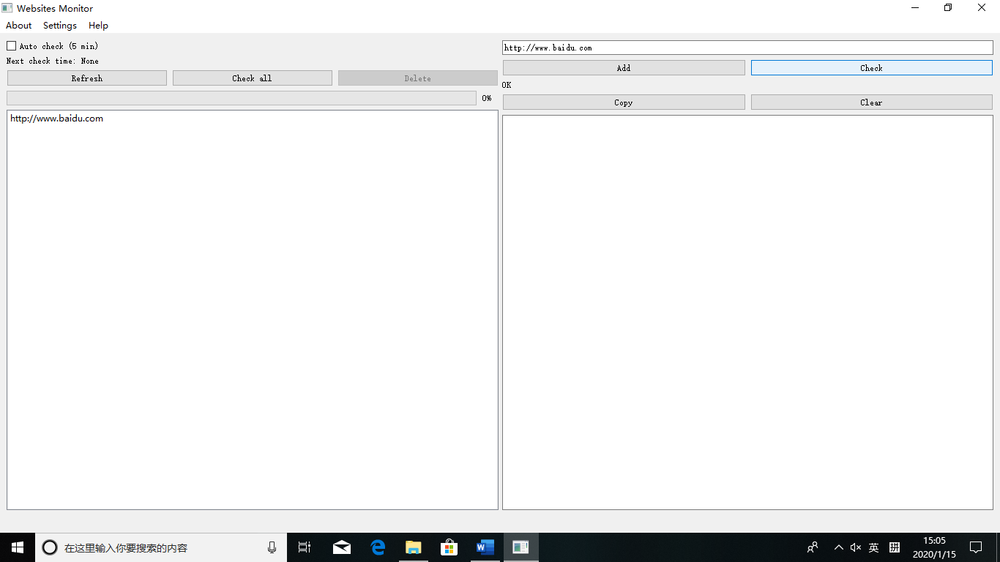 Websites Monitor
About Settings Help
Auto check (5 min)
Next check time: None
Refresh Check all Delete
0%
http://www.baidu.com
http://www.baidu.com
Add Check
OK
Copy Clear
在这里输入你要搜索的内容
英 拼
15:05
2020/1/15